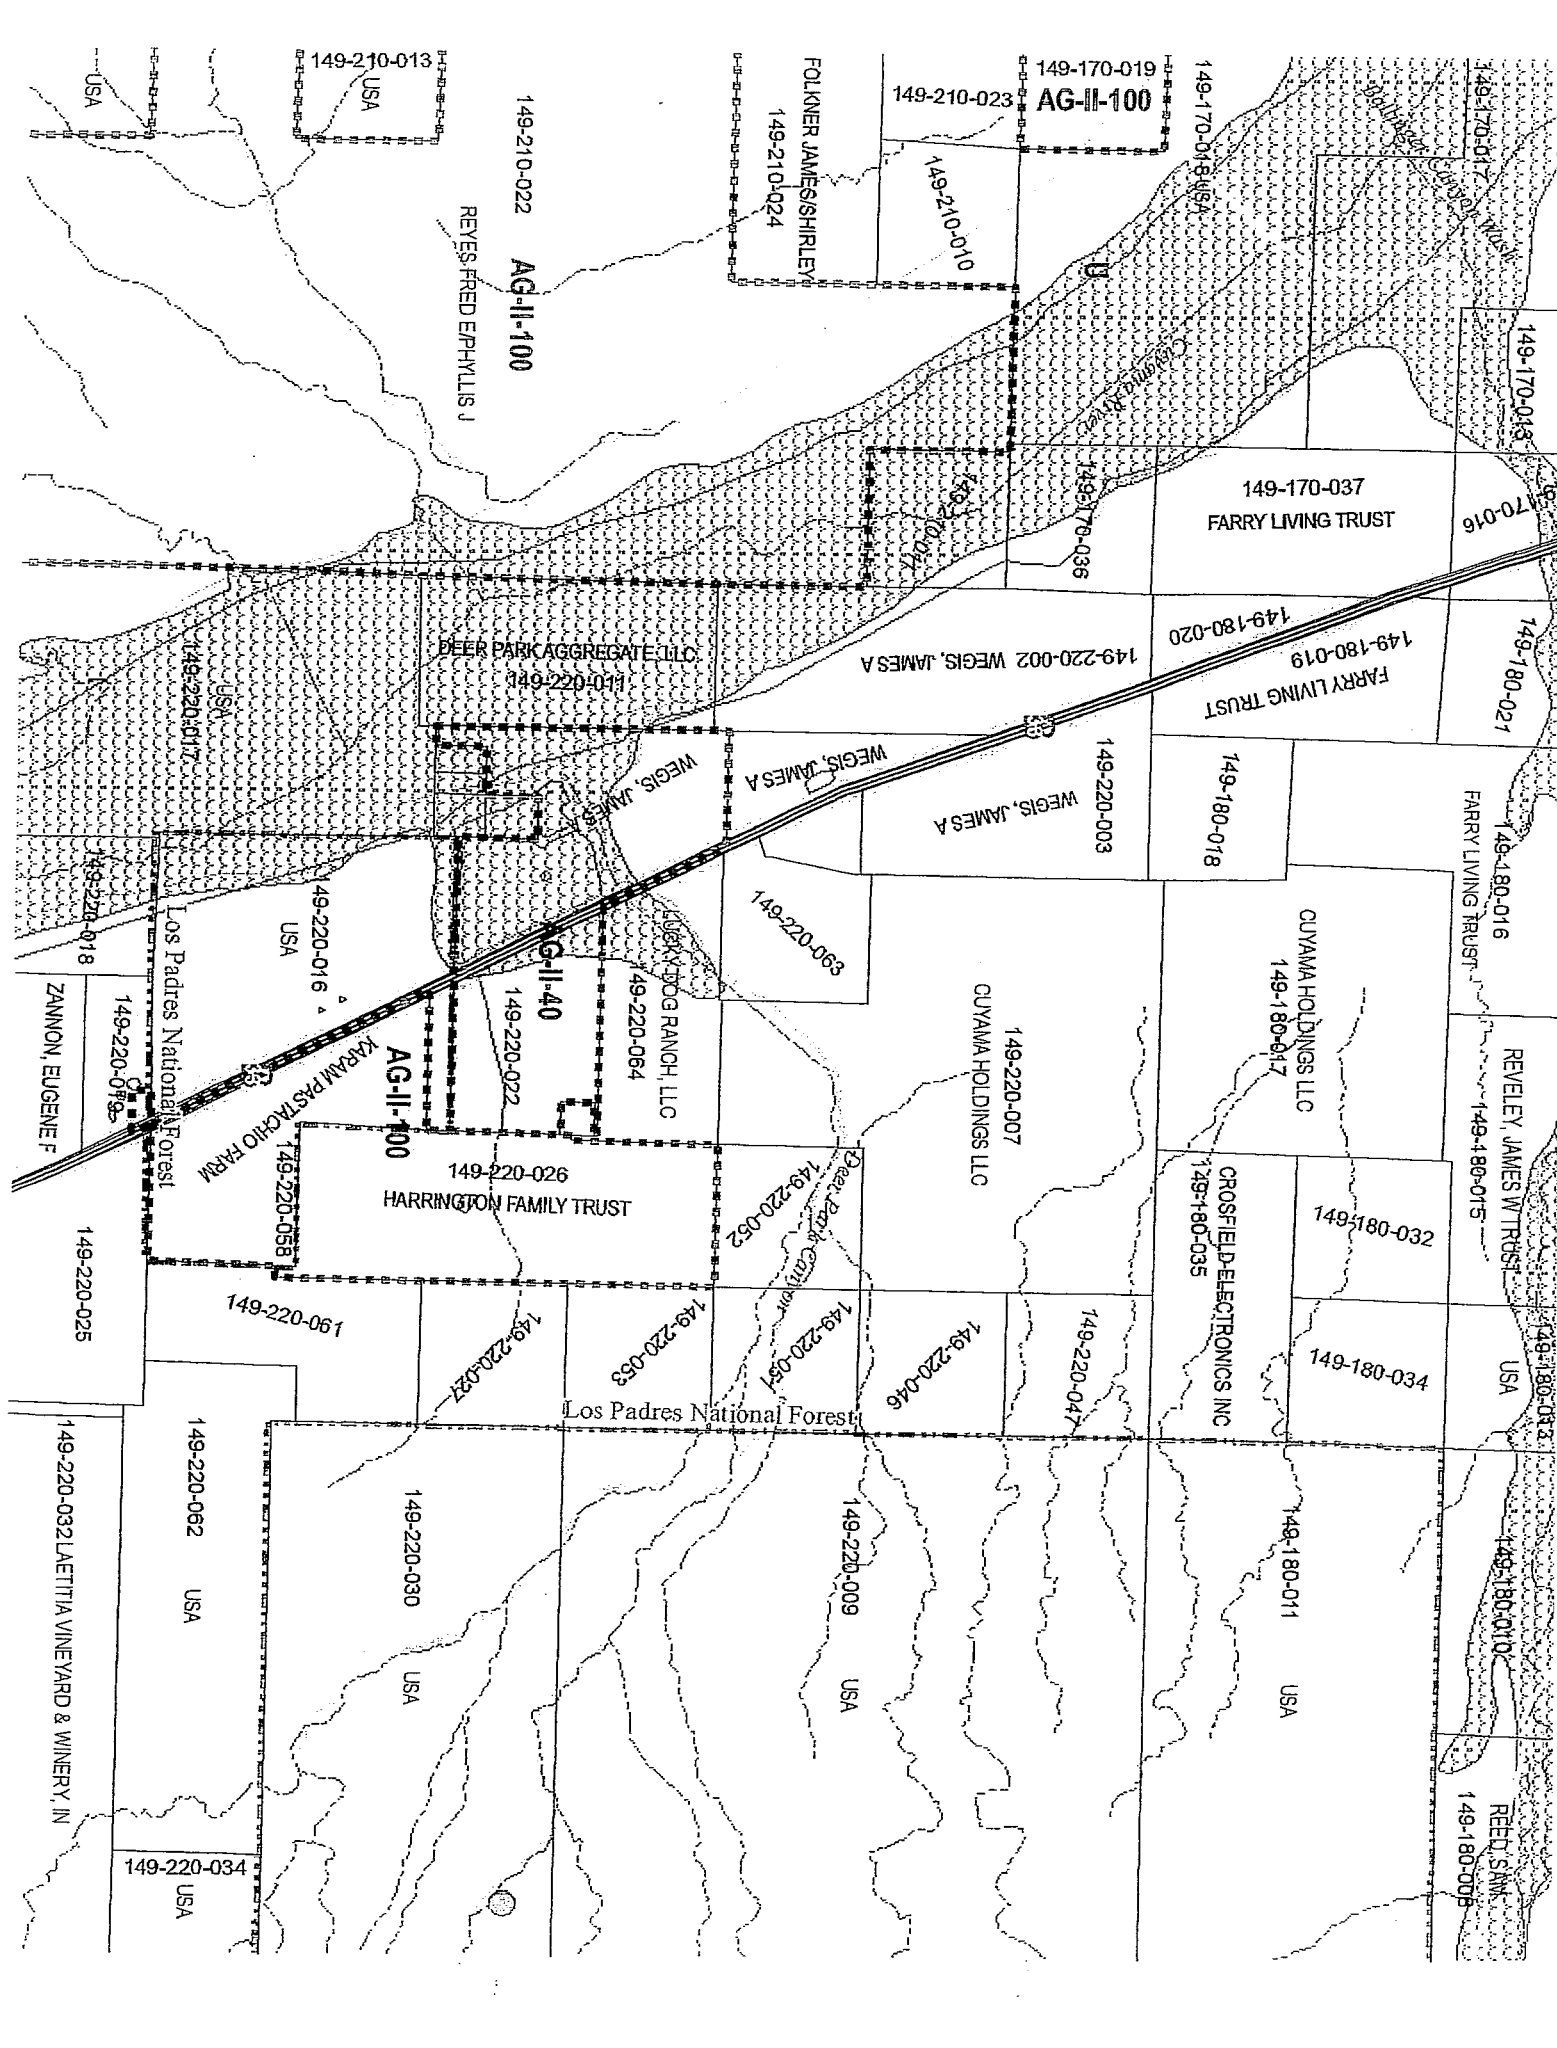 149-210-013
USA
USA
149-210-022
AG-II-100
REYES FRED E/PHYLLIS J
FOLKNER JAMES/SHIRLEY
149-210-024
149-210-023
149-210-010
149-170-019
AG-II-100
149-170-018 USA
149-170-017
Ballinger Canyon Wash
U
Cuyama River
149-170-013
149-170-037
FARRY LIVING TRUST
170-016
149-170-036
DEER PARK AGGREGATE, LLC
149-220-011
149-220-002 WEGIS, JAMES A
149-180-020
149-180-019
FARRY LIVING TRUST
149-180-021
USA
149-220-017
WEGIS, JAMES A
WEGIS, JAMES A
WEGIS, JAMES A
149-220-003
149-180-018
FARRY LIVING TRUST
149-180-016
149-220-018
Los Padres National Forest
149-220-016
USA
AG-II-40
LUCKY DOG RANCH, LLC
149-220-064
149-220-063
149-220-022
CUYAMA HOLDINGS LLC
149-180-017
149-220-007
CUYAMA HOLDINGS LLC
ZANNON, EUGENE F
149-220-019
KARAM PASTACHIO FARM
AG-II-100
REVELEY, JAMES W TRUST
149-180-015
149-220-058
149-220-026
HARRINGTON FAMILY TRUST
149-220-052
Deer Park Canyon
CROSFIELD ELECTRONICS INC
149-180-035
149-180-032
149-220-025
149-220-061
149-220-027
149-220-053
149-220-051
149-220-046
149-220-047
149-180-034
USA
149-180-013
Los Padres National Forest
149-220-032 LAETITIA VINEYARD & WINERY, IN
149-220-062
USA
149-220-030
USA
149-220-009
USA
149-180-011
USA
149-180-010
REED, SAM
149-220-034
USA